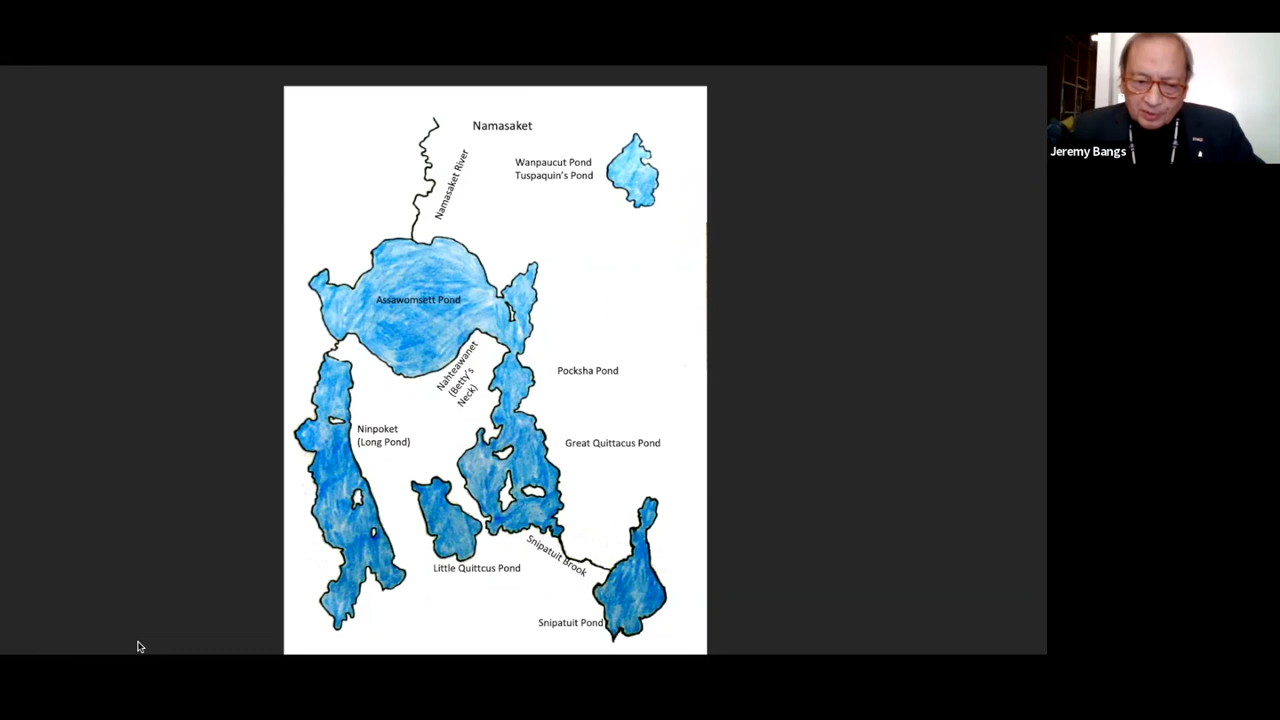 Namasaket
Wanpaucut Pond
Tuspaquin's Pond
Namasaket River
Jeremy Bangs
Assawomsett Pond
Nahteawanet
(Betty's
Neck)
Pocksha Pond
Ninpoket
(Long Pond)
Great Quittacus Pond
Snipatuit Brook
Little Quittcus Pond
Snipatuit Pond